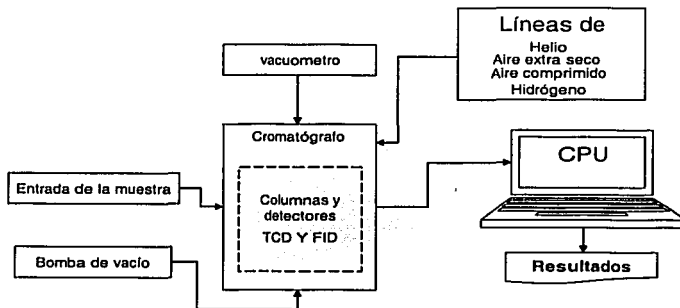 Líneas de
Helio
Aire extra seco
Aire comprimido
Hidrógeno
vacuometro
Cromatógrafo
CPU
Entrada de la muestra
Columnas y
detectores
TCD Y FID
Bomba de vacío
Resultados